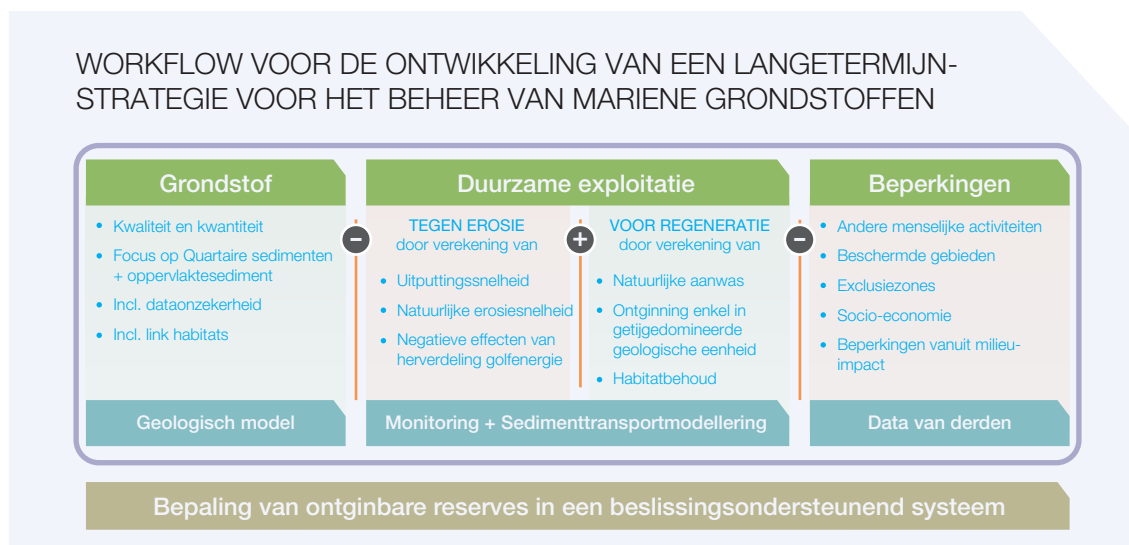 WORKFLOW VOOR DE ONTWIKKELING VAN EEN LANGETERMIJN-
STRATEGIE VOOR HET BEHEER VAN MARIENE GRONDSTOFFEN
Grondstof
• Kwaliteit en kwantiteit
• Focus op Quartaire sedimenten
+ oppervlaktesediment
• Incl. dataonzekerheid
• Incl. link habitats
Geologisch model
−
Duurzame exploitatie
TEGEN EROSIE
door verekening van
• Uitputtingssnelheid
• Natuurlijke erosiesnelheid
• Negatieve effecten van
herverdeling golfenergie
+
VOOR REGENERATIE
door verekening van
• Natuurlijke aanwas
• Ontginning enkel in
getijgedomineerde
geologische eenheid
• Habitatbehoud
Monitoring + Sedimenttransportmodellering
−
Beperkingen
• Andere menselijke activiteiten
• Beschermde gebieden
• Exclusiezones
• Socio-economie
• Beperkingen vanuit milieu-
impact
Data van derden
Bepaling van ontginbare reserves in een beslissingsondersteunend systeem